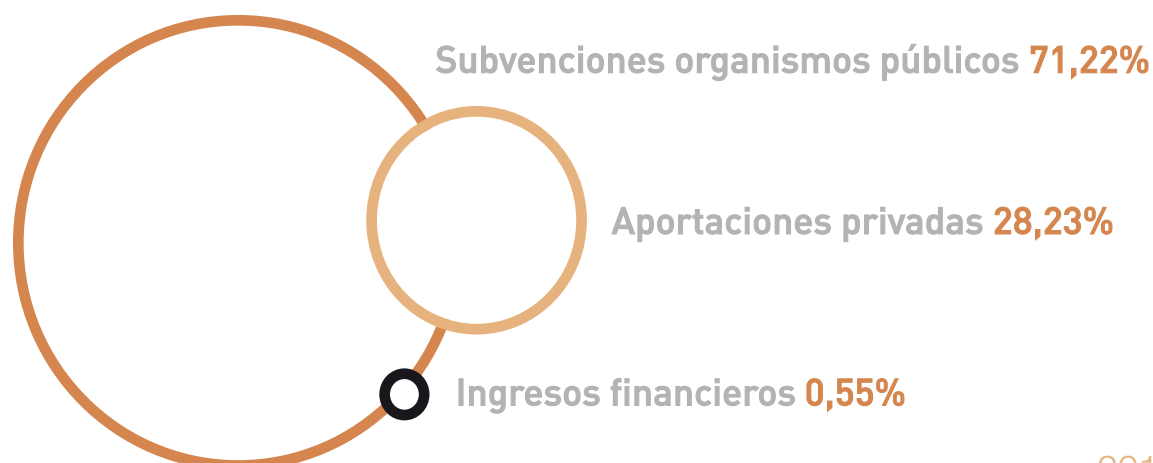 Subvenciones organismos públicos 71,22%
Aportaciones privadas 28,23%
Ingresos financieros 0,55%